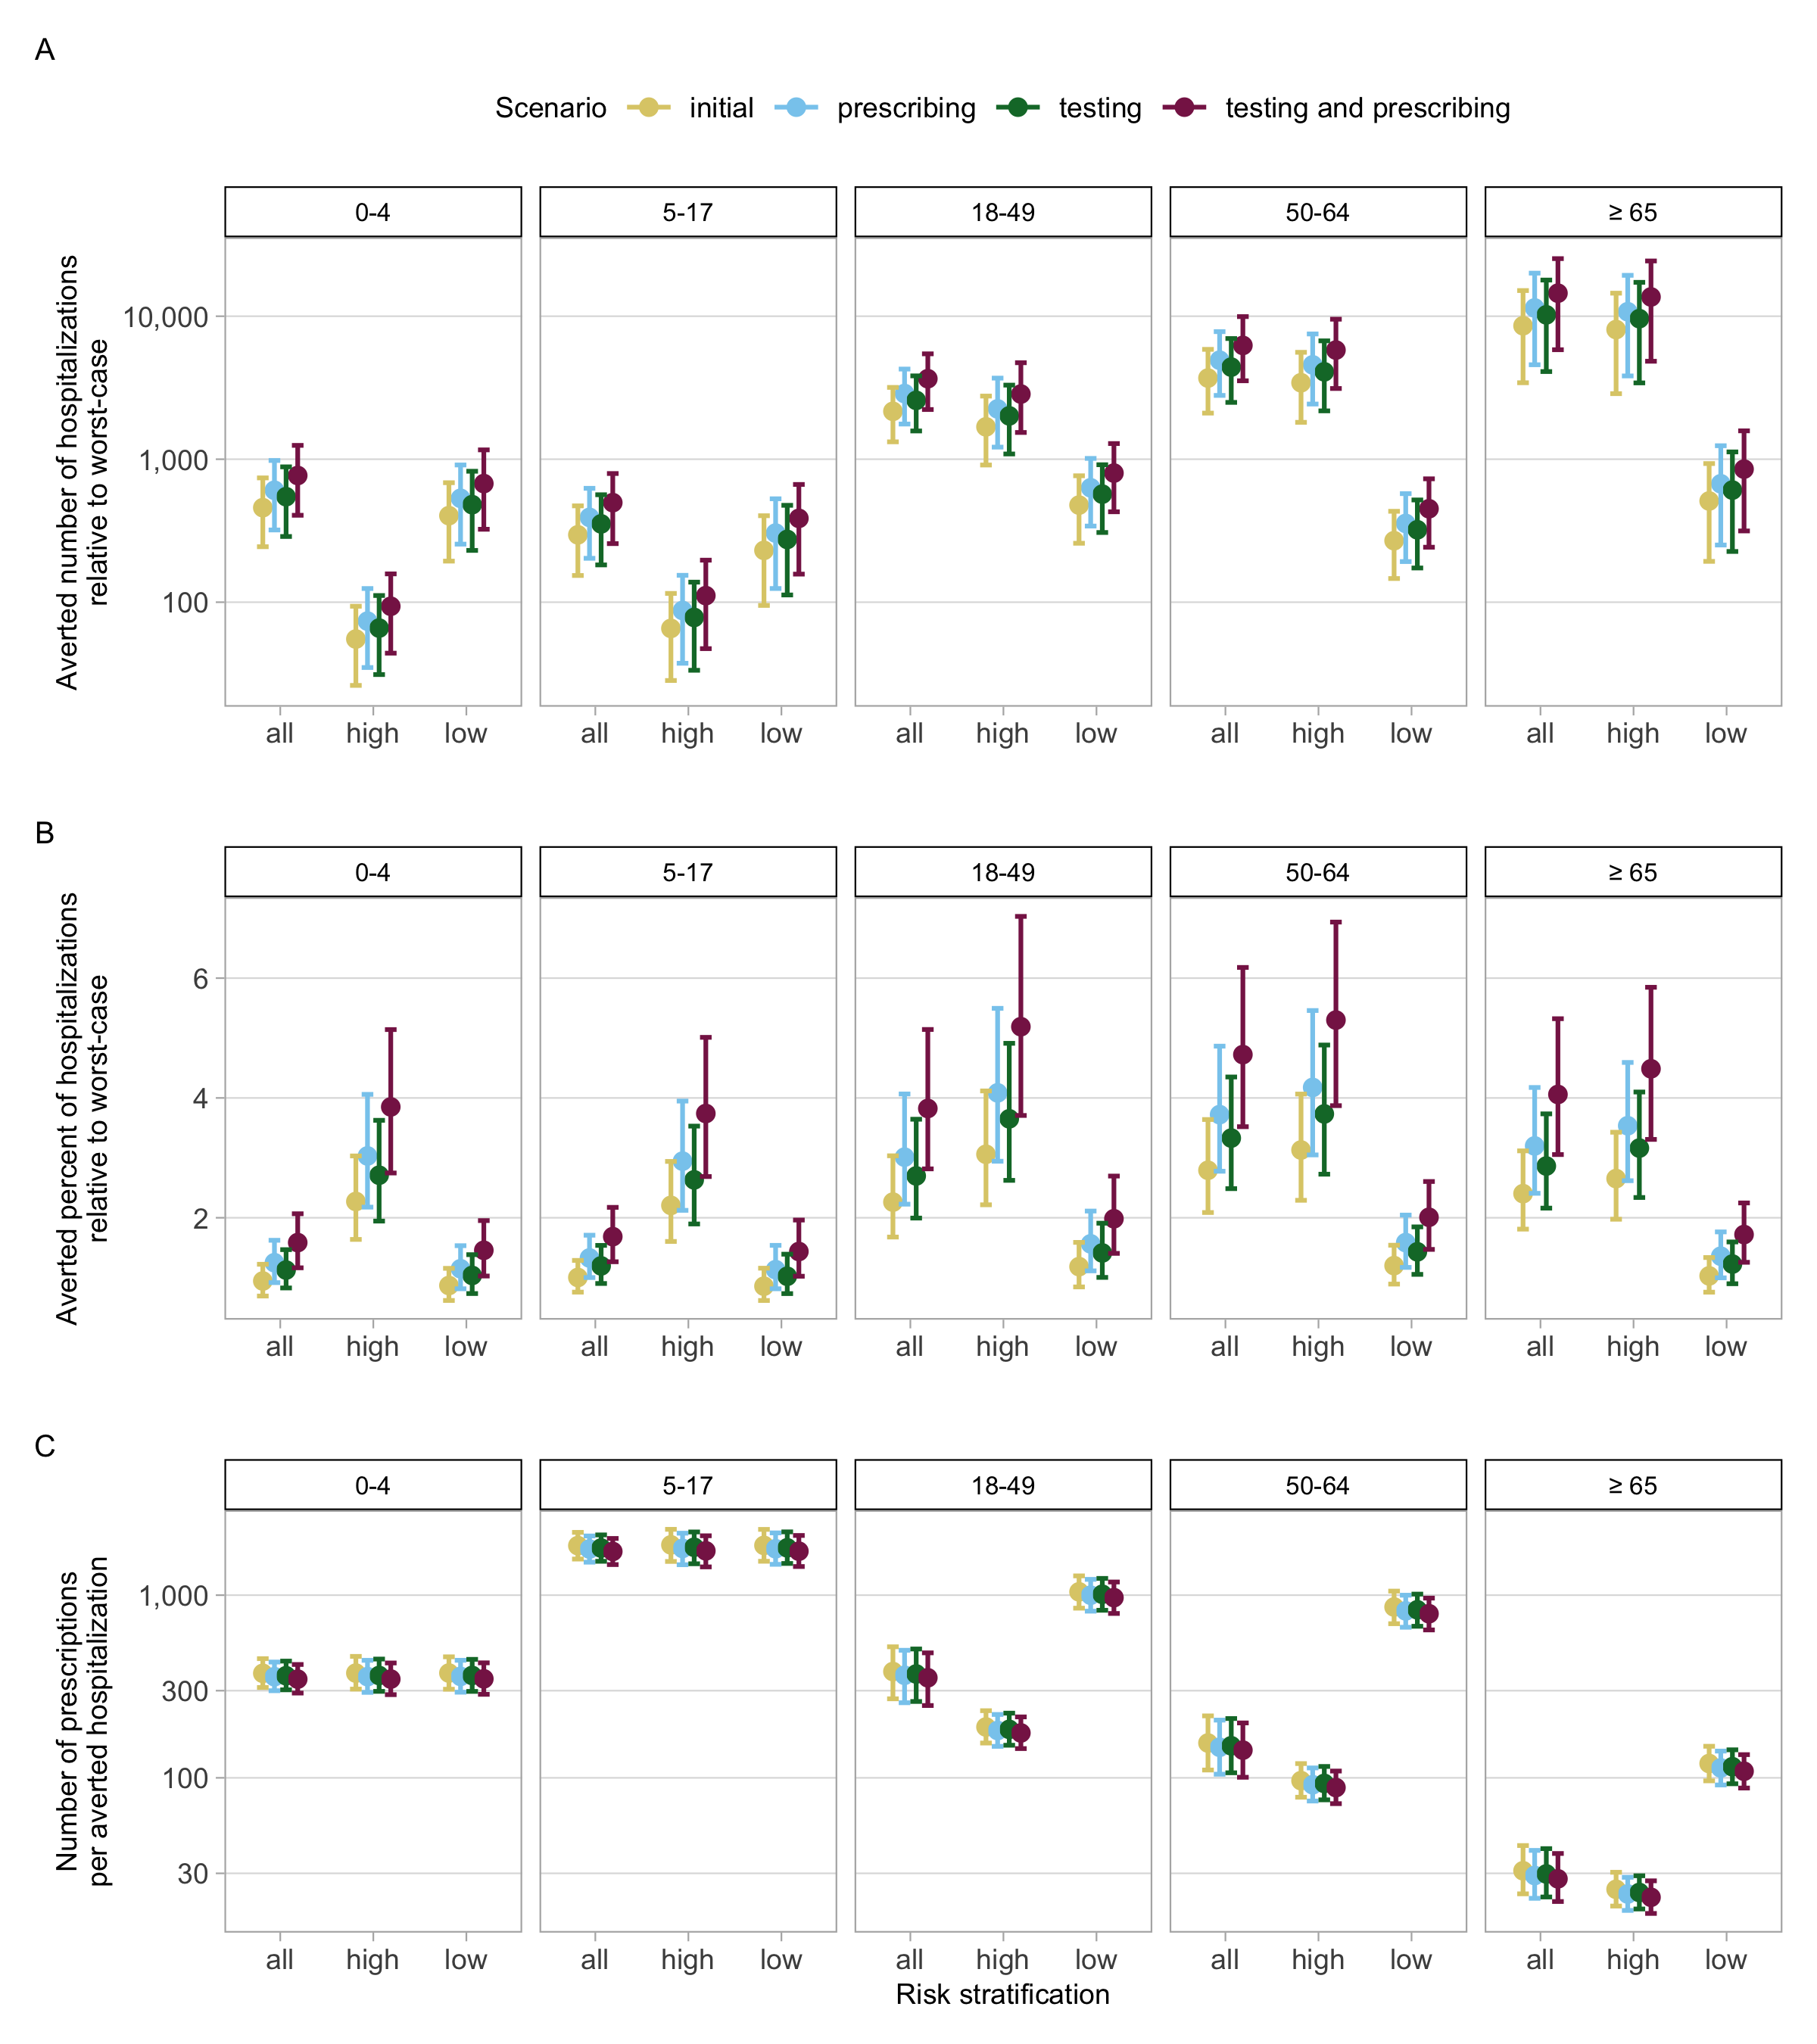 A
Scenario initial prescribing testing testing and prescribing
0-4 5-17 18-49 50-64 ≥ 65
Averted number of hospitalizations
relative to worst-case
10,000
1,000
100
all high low all high low all high low all high low all high low
B
0-4 5-17 18-49 50-64 ≥ 65
Averted percent of hospitalizations
relative to worst-case
6
4
2
all high low all high low all high low all high low all high low
C
0-4 5-17 18-49 50-64 ≥ 65
Number of prescriptions
per averted hospitalization
1,000
300
100
30
all high low all high low all high low all high low all high low
Risk stratification